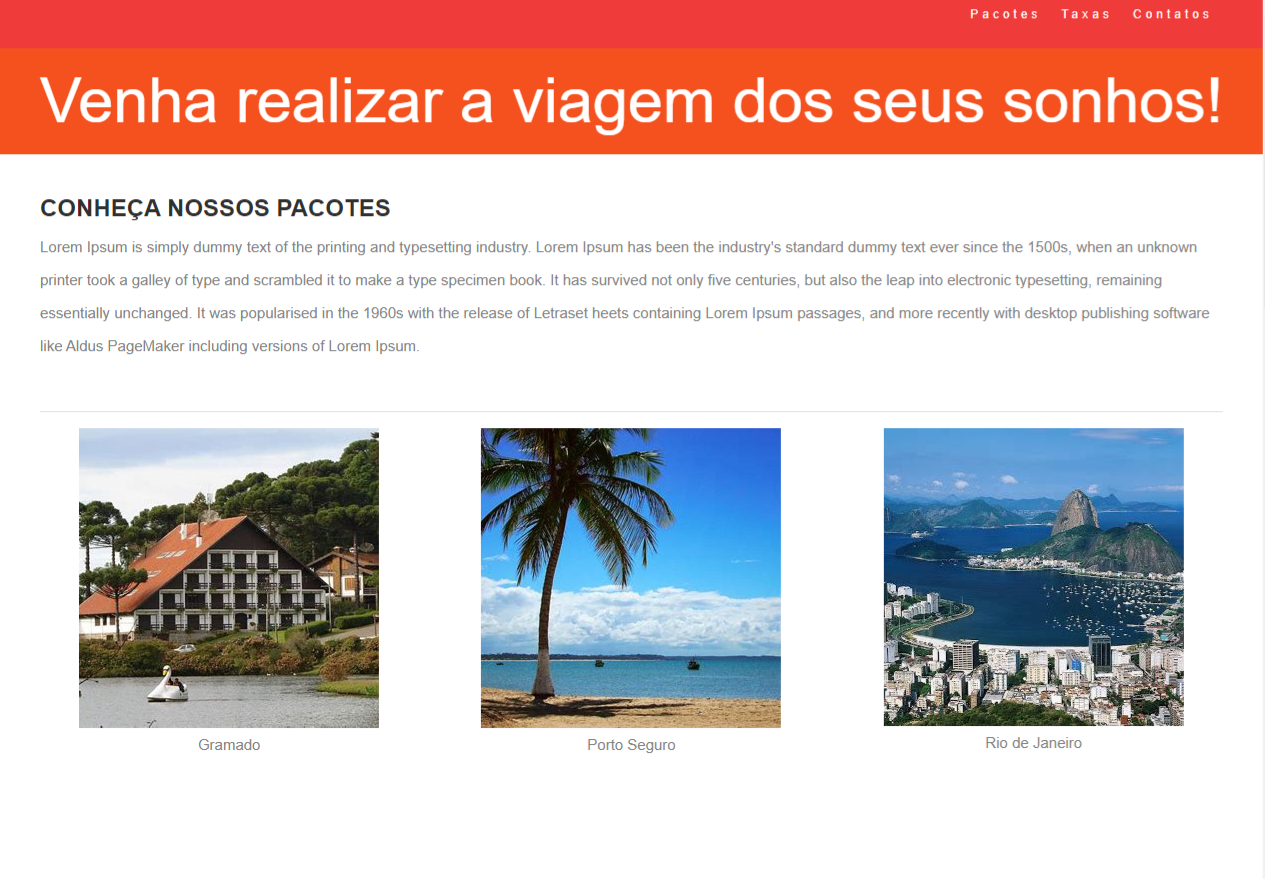 Pacotes Taxas Contatos
Venha realizar a viagem dos seus sonhos!
CONHEÇA NOSSOS PACOTES
Lorem Ipsum is simply dummy text of the printing and typesetting industry. Lorem Ipsum has been the industry's standard dummy text ever since the 1500s, when an unknown
printer took a galley of type and scrambled it to make a type specimen book. It has survived not only five centuries, but also the leap into electronic typesetting, remaining
essentially unchanged. It was popularised in the 1960s with the release of Letraset heets containing Lorem Ipsum passages, and more recently with desktop publishing software
like Aldus PageMaker including versions of Lorem Ipsum.
Gramado
Porto Seguro
Rio de Janeiro